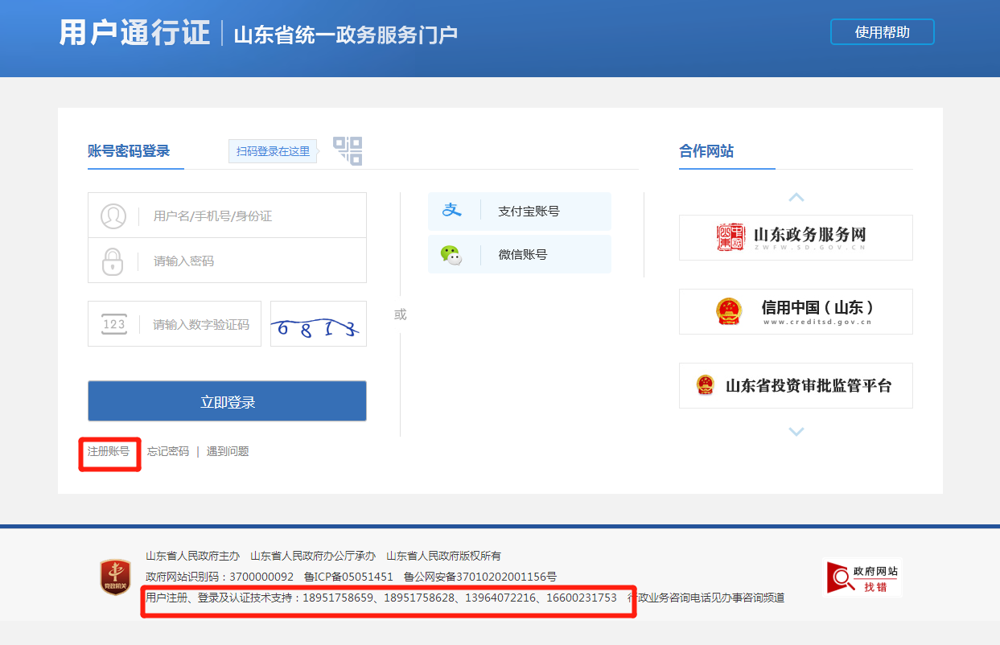 用户通行证 山东省统一政务服务门户
使用帮助
账号密码登录
扫码登录在这里
用户名/手机号/身份证
请输入密码
123 请输入数字验证码
6813
立即登录
注册账号 忘记密码 | 遇到问题
支付宝账号
微信账号
或
合作网站
山东政务服务网
ZWFW.SD.GOV.CN
信用中国（山东）
www.creditsd.gov.cn
山东省投资审批监管平台
党政机关
山东省人民政府主办 山东省人民政府办公厅承办 山东省人民政府版权所有
政府网站识别码：3700000092 鲁ICP备05051451 鲁公网安备37010202001156号
用户注册、登录及认证技术支持：18951758659、18951758628、13964072216、16600231753 行政业务咨询电话见办事咨询频道
政府网站
找错